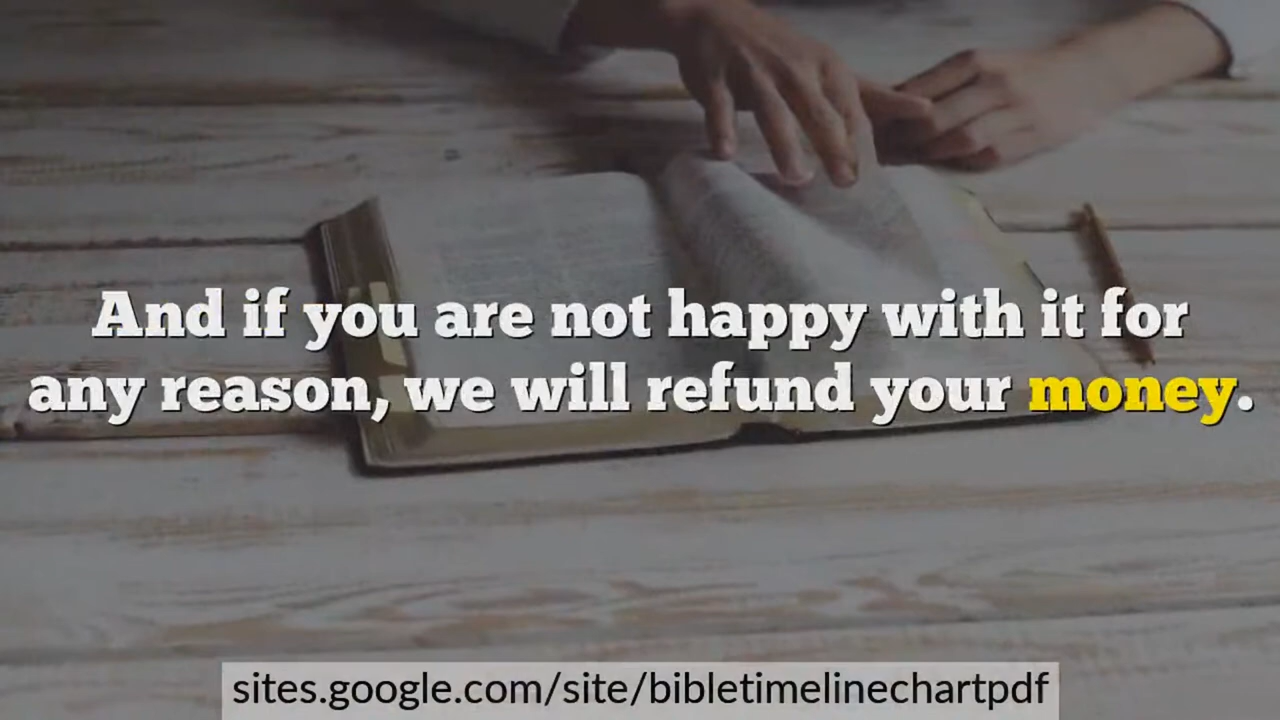 And if you are not happy with it for
any reason, we will refund your money.
sites.google.com/site/bibletimelinechartpdf